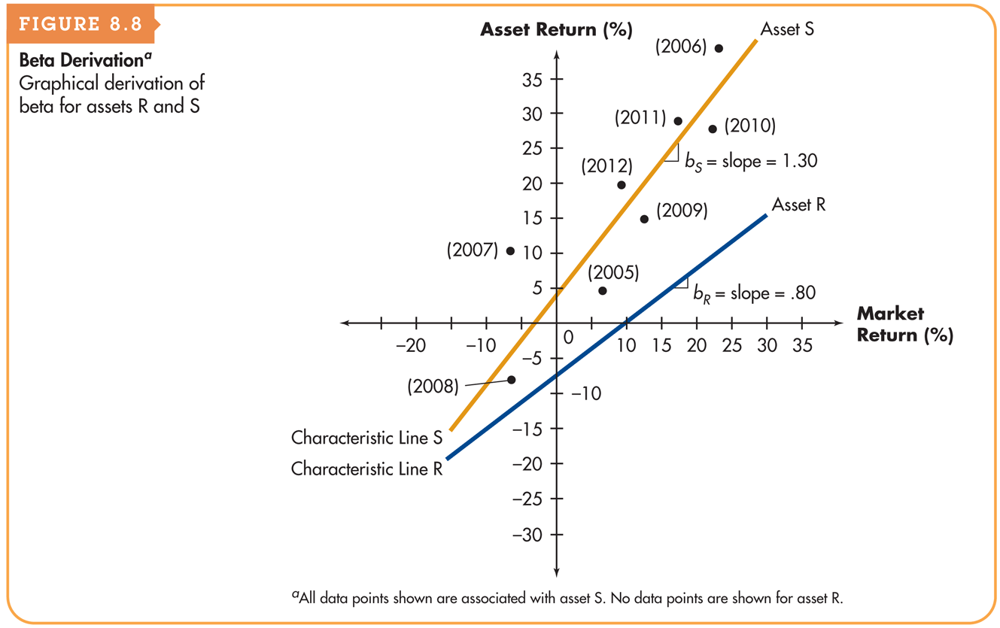 FIGURE 8.8
Beta Derivationᵃ
Graphical derivation of
beta for assets R and S
Asset Return (%)
Asset S
(2006)
35
30
(2011)
(2010)
25
bS = slope = 1.30
(2012)
20
15
Asset R
(2009)
(2007)
10
(2005)
5
bR = slope = .80
Market
Return (%)
–20
–10
0
10
15
20
25
30
35
–5
(2008)
–10
–15
Characteristic Line S
–20
Characteristic Line R
–25
–30
ᵃAll data points shown are associated with asset S. No data points are shown for asset R.